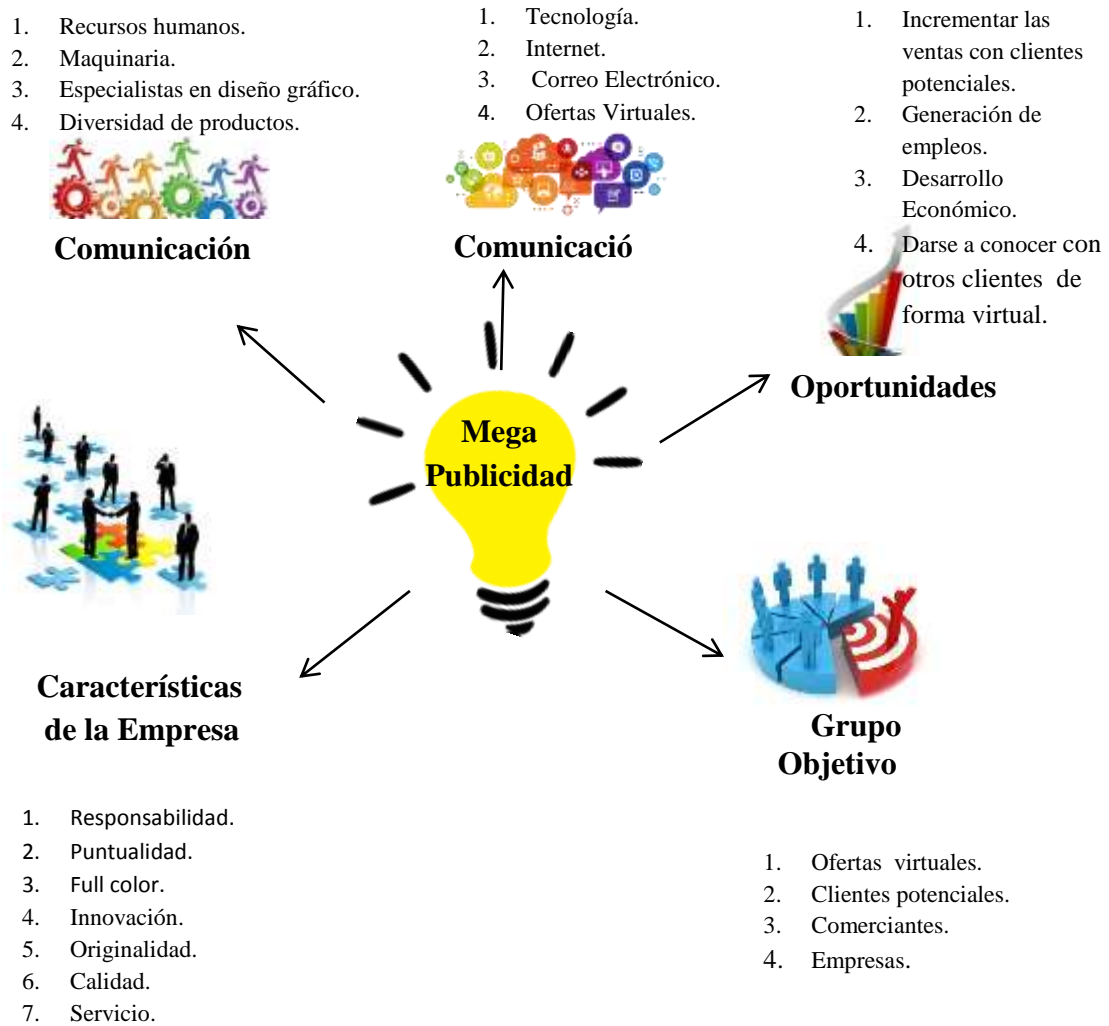 1. Recursos humanos.
2. Maquinaria.
3. Especialistas en diseño gráfico.
4. Diversidad de productos.
Comunicación
1. Tecnología.
2. Internet.
3. Correo Electrónico.
4. Ofertas Virtuales.
Comunicació
1. Incrementar las
ventas con clientes
potenciales.
2. Generación de
empleos.
3. Desarrollo
Económico.
4. Darse a conocer con
otros clientes de
forma virtual.
Oportunidades
Mega
Publicidad
Características
de la Empresa
1. Responsabilidad.
2. Puntualidad.
3. Full color.
4. Innovación.
5. Originalidad.
6. Calidad.
7. Servicio.
Grupo
Objetivo
1. Ofertas virtuales.
2. Clientes potenciales.
3. Comerciantes.
4. Empresas.